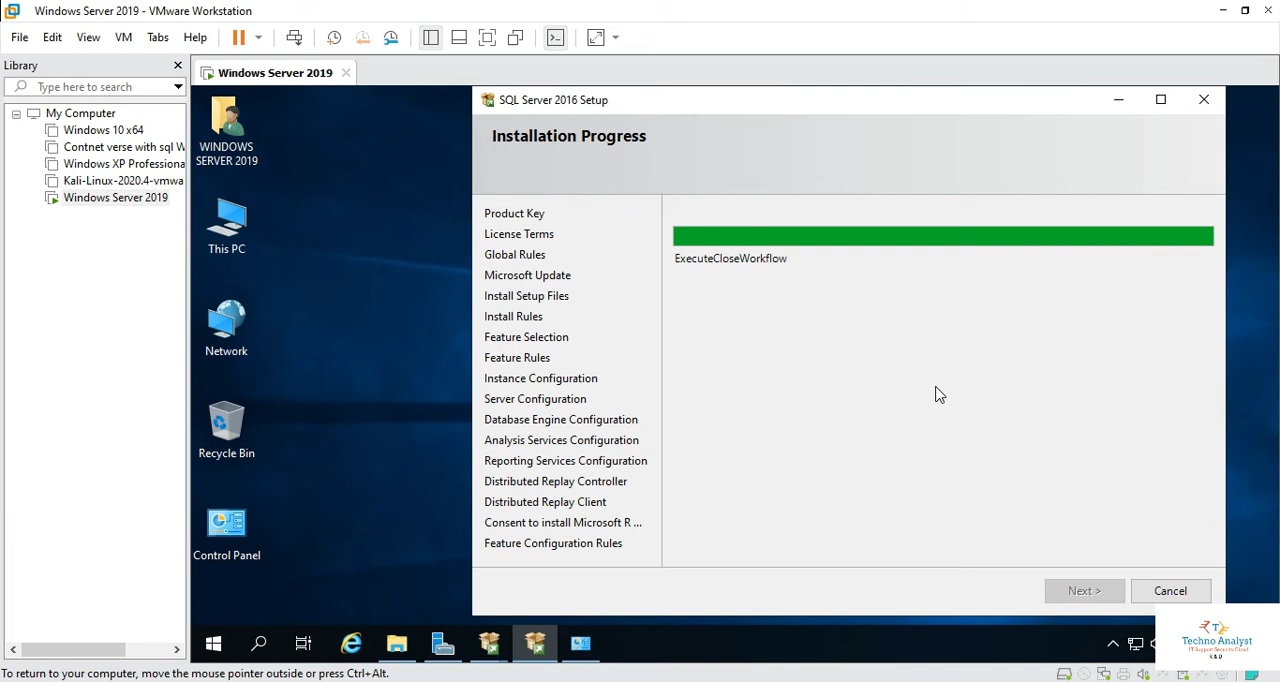 Windows Server 2019 - VMware Workstation
File Edit View VM Tabs Help
Library
Type here to search
My Computer
Windows 10 x64
Contnet verse with sql W
Windows XP Professiona
Kali-Linux-2020.4-vmwa
Windows Server 2019
Windows Server 2019
WINDOWS
SERVER 2019
This PC
Network
Recycle Bin
Control Panel
SQL Server 2016 Setup
Installation Progress
Product Key
License Terms
Global Rules
Microsoft Update
Install Setup Files
Install Rules
Feature Selection
Feature Rules
Instance Configuration
Server Configuration
Database Engine Configuration
Analysis Services Configuration
Reporting Services Configuration
Distributed Replay Controller
Distributed Replay Client
Consent to install Microsoft R ...
Feature Configuration Rules
ExecuteCloseWorkflow
Next >
Cancel
Techno Analyst
IT Support Security Cloud
R&D
To return to your computer, move the mouse pointer outside or press Ctrl+Alt.